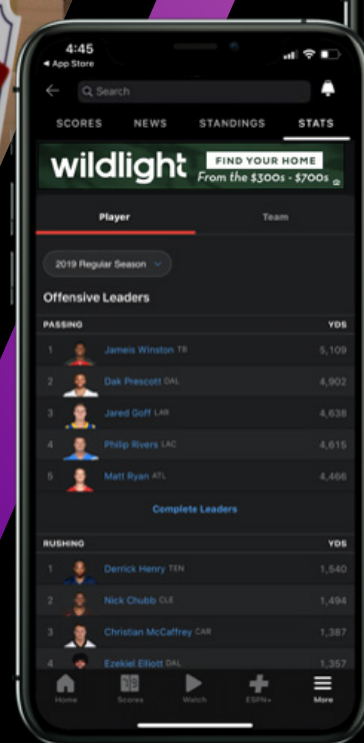 4:45
App Store
Search
SCORES NEWS STANDINGS STATS
wildlight FIND YOUR HOME
From the $300s - $700s
Player Team
2019 Regular Season
Offensive Leaders
PASSING YDS
1 Jameis Winston TB 5,109
2 Dak Prescott DAL 4,902
3 Jared Goff LAR 4,638
4 Philip Rivers LAC 4,615
5 Matt Ryan ATL 4,466
Complete Leaders
RUSHING YDS
1 Derrick Henry TEN 1,540
2 Nick Chubb CLE 1,494
3 Christian McCaffrey CAR 1,387
4 Ezekiel Elliott DAL 1,357
Home Scores Watch ESPN+ More